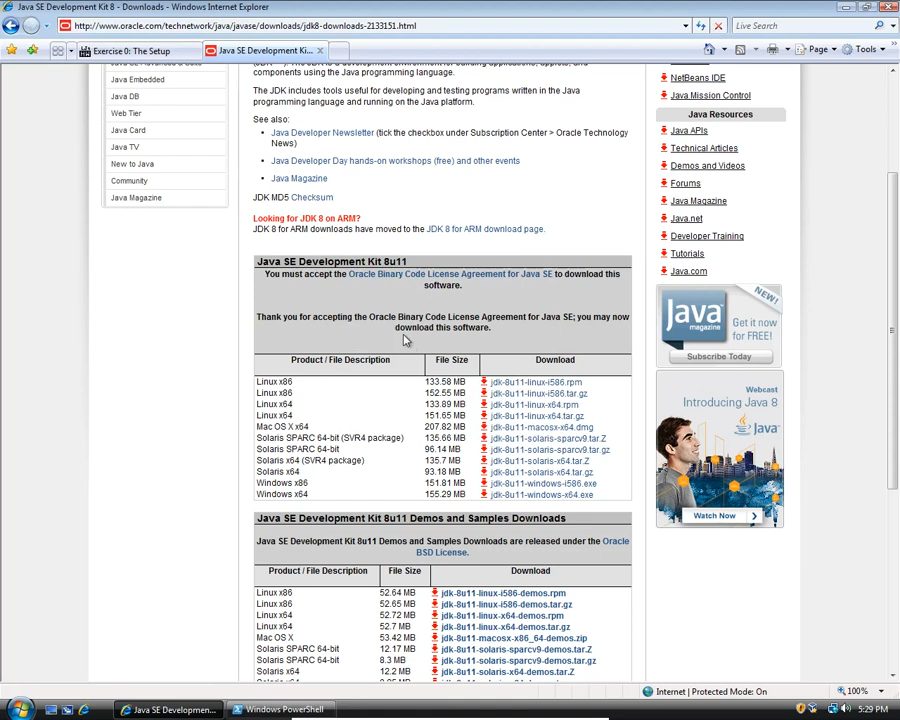 Java SE Development Kit 8 - Downloads - Windows Internet Explorer
http://www.oracle.com/technetwork/java/javase/downloads/jdk8-downloads-2133151.html
Live Search
Exercise 0: The Setup
Java SE Development Ki...
Page
Tools
Java Embedded
Java DB
Web Tier
Java Card
Java TV
New to Java
Community
Java Magazine
components using the Java programming language.
The JDK includes tools useful for developing and testing programs written in the Java
programming language and running on the Java platform.
See also:
• Java Developer Newsletter (tick the checkbox under Subscription Center > Oracle Technology
News)
• Java Developer Day hands-on workshops (free) and other events
• Java Magazine
JDK MD5 Checksum
Looking for JDK 8 on ARM?
JDK 8 for ARM downloads have moved to the JDK 8 for ARM download page.
Java SE Development Kit 8u11
You must accept the Oracle Binary Code License Agreement for Java SE to download this
software.
Thank you for accepting the Oracle Binary Code License Agreement for Java SE; you may now
download this software.
Product / File Description File Size Download
Linux x86 133.58 MB jdk-8u11-linux-i586.rpm
Linux x86 152.55 MB jdk-8u11-linux-i586.tar.gz
Linux x64 133.89 MB jdk-8u11-linux-x64.rpm
Linux x64 151.65 MB jdk-8u11-linux-x64.tar.gz
Mac OS X x64 207.82 MB jdk-8u11-macosx-x64.dmg
Solaris SPARC 64-bit (SVR4 package) 135.66 MB jdk-8u11-solaris-sparcv9.tar.Z
Solaris SPARC 64-bit 96.14 MB jdk-8u11-solaris-sparcv9.tar.gz
Solaris x64 (SVR4 package) 135.7 MB jdk-8u11-solaris-x64.tar.Z
Solaris x64 93.18 MB jdk-8u11-solaris-x64.tar.gz
Windows x86 151.81 MB jdk-8u11-windows-i586.exe
Windows x64 155.29 MB jdk-8u11-windows-x64.exe
Java SE Development Kit 8u11 Demos and Samples Downloads
Java SE Development Kit 8u11 Demos and Samples Downloads are released under the Oracle
BSD License.
Product / File Description File Size Download
Linux x86 52.64 MB jdk-8u11-linux-i586-demos.rpm
Linux x86 52.65 MB jdk-8u11-linux-i586-demos.tar.gz
Linux x64 52.72 MB jdk-8u11-linux-x64-demos.rpm
Linux x64 52.7 MB jdk-8u11-linux-x64-demos.tar.gz
Mac OS X 53.42 MB jdk-8u11-macosx-x86_64-demos.zip
Solaris SPARC 64-bit 12.17 MB jdk-8u11-solaris-sparcv9-demos.tar.Z
Solaris SPARC 64-bit 8.3 MB jdk-8u11-solaris-sparcv9-demos.tar.gz
Solaris x64 12.2 MB jdk-8u11-solaris-x64-demos.tar.Z
NetBeans IDE
Java Mission Control
Java Resources
Java APIs
Technical Articles
Demos and Videos
Forums
Java Magazine
Java.net
Developer Training
Tutorials
Java.com
NEW!
Java
magazine
Get it now
for FREE!
Subscribe Today
Webcast
Introducing Java 8
Java
Watch Now
Internet | Protected Mode: On
100%
Java SE Developmen...
Windows PowerShell
5:29 PM